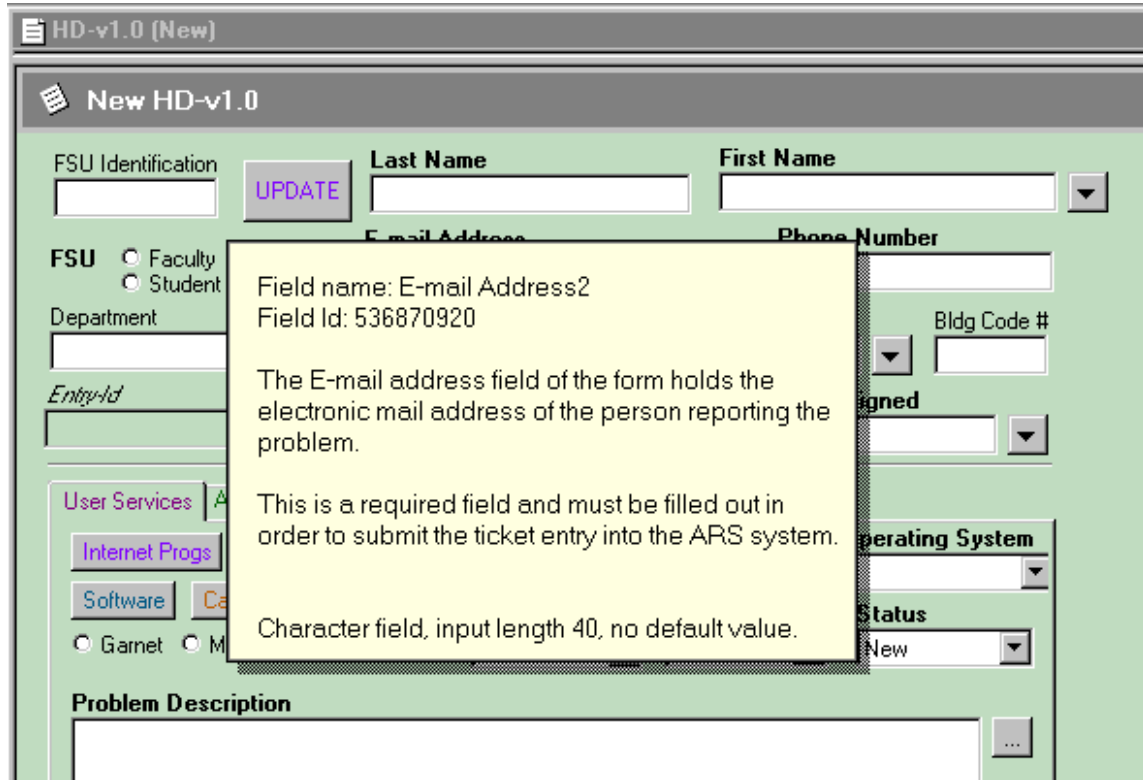 HD-v1.0 (New)
New HD-v1.0
FSU Identification
UPDATE
Last Name
First Name
E-mail Address
Phone Number
FSU
Faculty
Student
Department
Bldg Code #
Entry-Id
Field name: E-mail Address2
Field Id: 536870920
The E-mail address field of the form holds the
electronic mail address of the person reporting the
problem.
This is a required field and must be filled out in
order to submit the ticket entry into the ARS system.
Character field, input length 40, no default value.
User Services
Internet Progs
Software
Garnet
Status
New
Problem Description
...